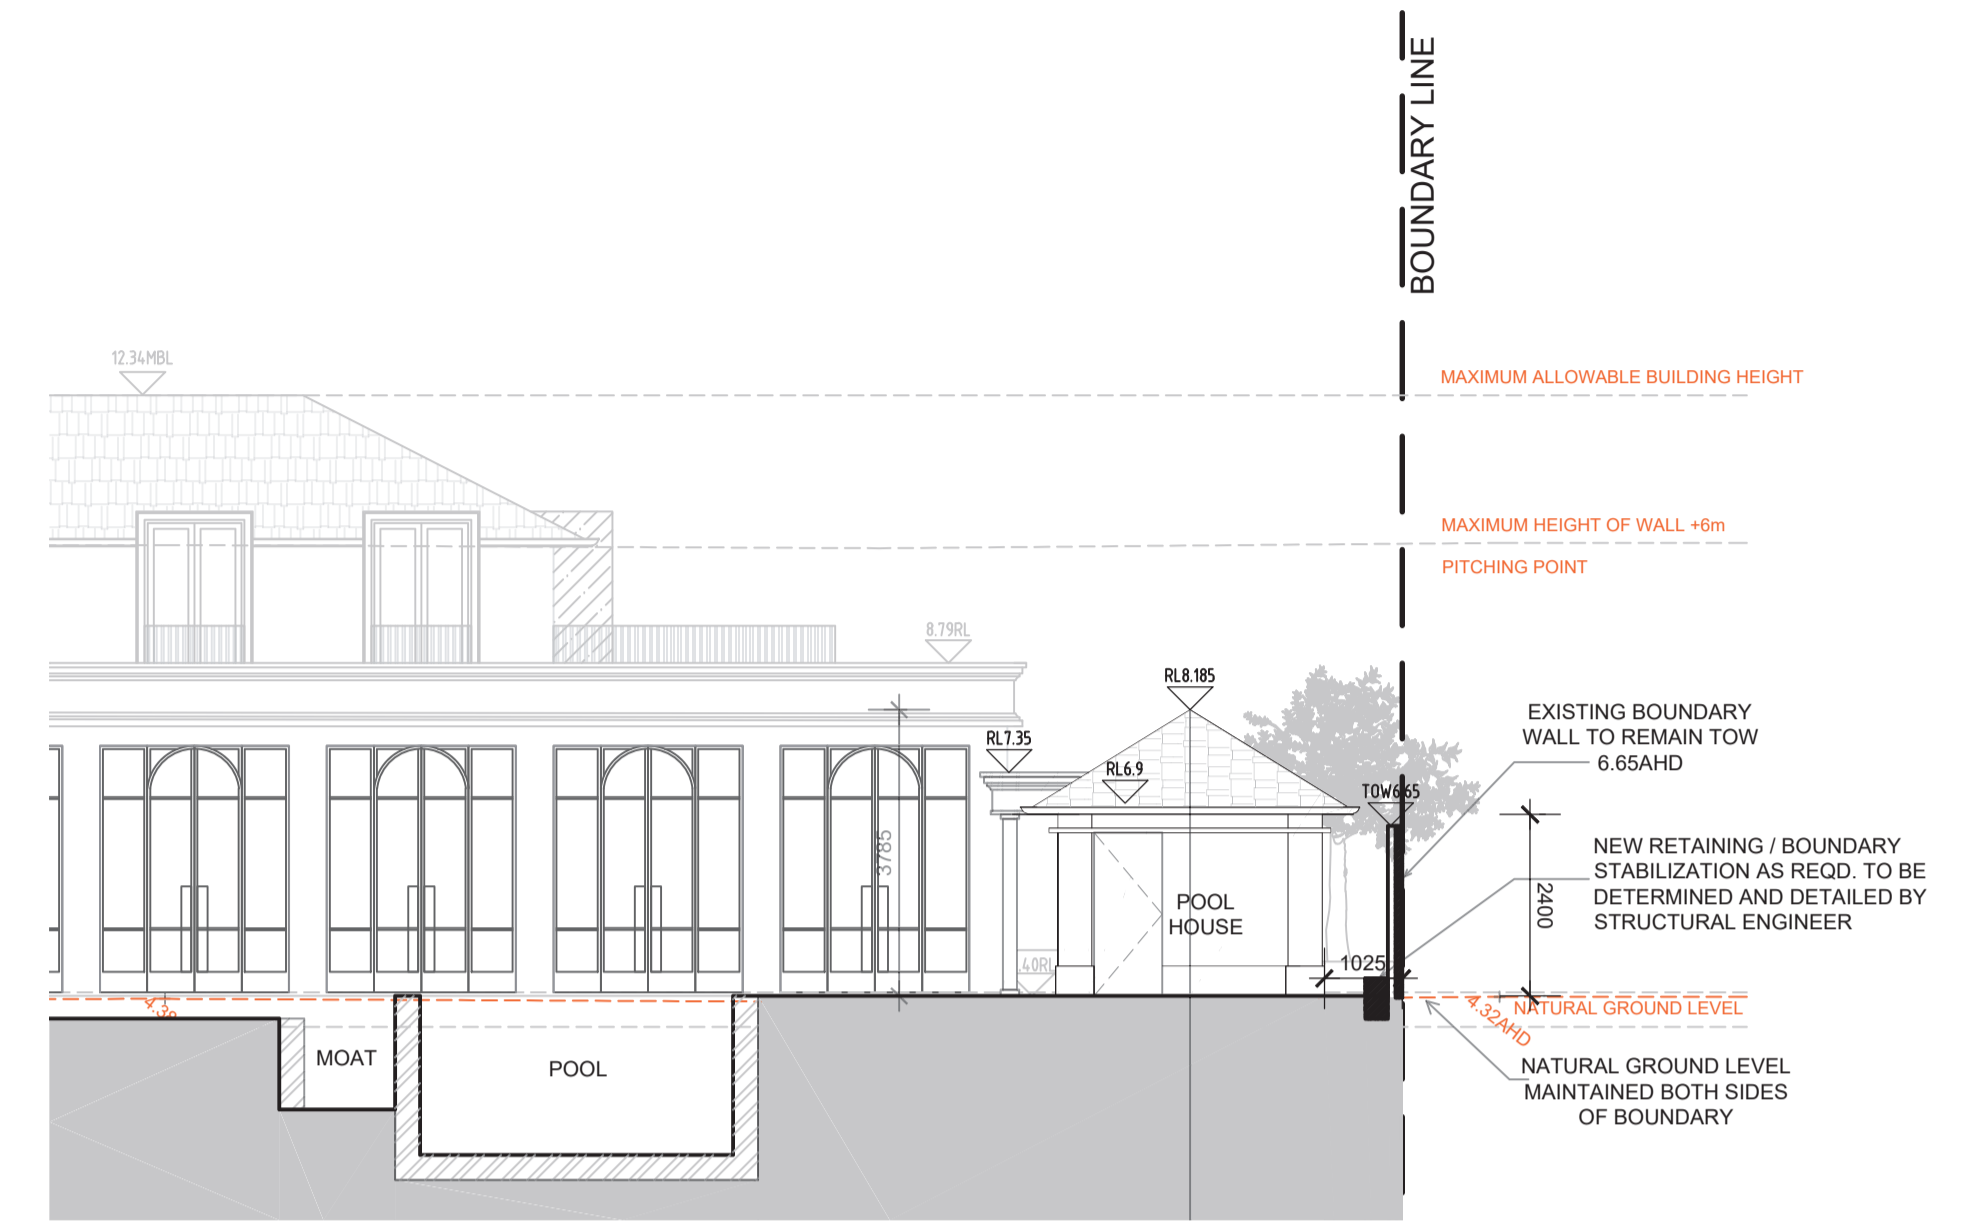 BOUNDARY LINE
12.34MBL
MAXIMUM ALLOWABLE BUILDING HEIGHT
MAXIMUM HEIGHT OF WALL +6m
PITCHING POINT
8.79RL
RL8.185
RL7.35
RL6.9
TOW6.65
EXISTING BOUNDARY
WALL TO REMAIN TOW
6.65AHD
3785
NEW RETAINING / BOUNDARY
STABILIZATION AS REQD. TO BE
DETERMINED AND DETAILED BY
STRUCTURAL ENGINEER
2400
POOL
HOUSE
.40RL
1025
4.32AHD
NATURAL GROUND LEVEL
MOAT
POOL
NATURAL GROUND LEVEL
MAINTAINED BOTH SIDES
OF BOUNDARY